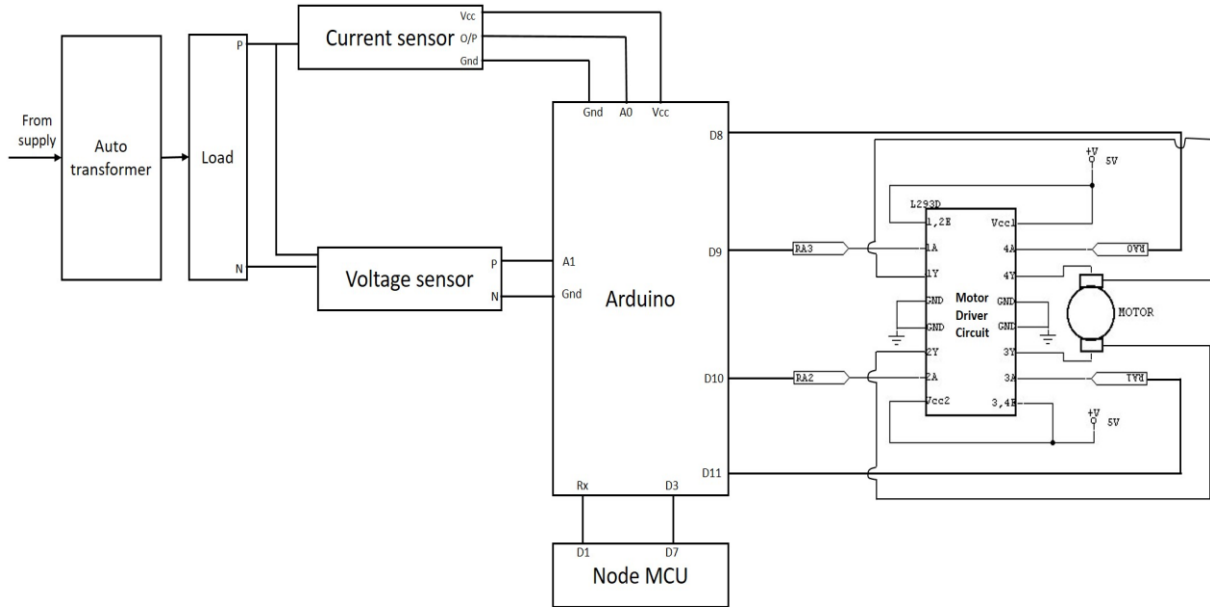 From
supply
Auto
transformer
Load
P
N
Current sensor
Vcc
O/P
Gnd
Voltage sensor
P
N
Gnd
A0
Vcc
A1
Gnd
Arduino
D8
D9
D10
D11
Rx
D3
D1
D7
Node MCU
RA3
RA2
L293D
1,2E
1A
1Y
GND
GND
2Y
2A
Vcc2
Motor
Driver
Circuit
Vcc1
4A
4Y
GND
GND
3Y
3A
3,4E
+V
5V
RA0
MOTOR
RA1
+V
5V